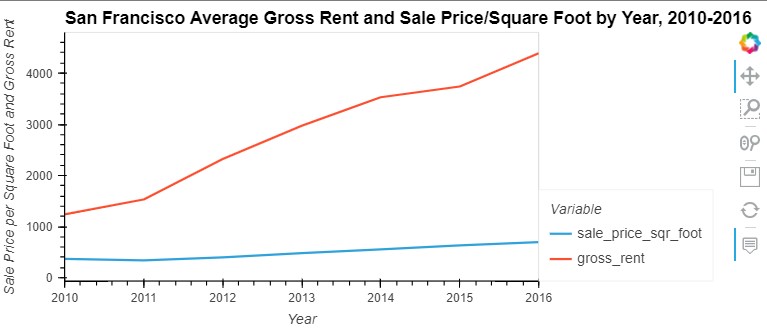 San Francisco Average Gross Rent and Sale Price/Square Foot by Year, 2010-2016
Sale Price per Square Foot and Gross Rent
4000
3000
2000
1000
0
2010 2011 2012 2013 2014 2015 2016
Year
Variable
sale_price_sqr_foot
gross_rent